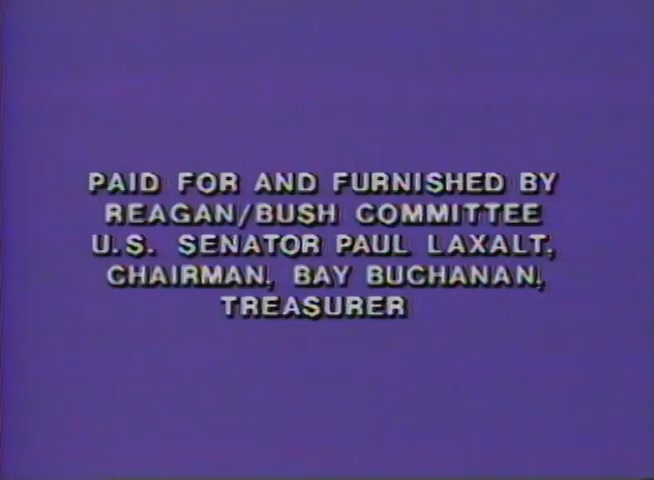 PAID FOR AND FURNISHED BY
REAGAN/BUSH COMMITTEE
U.S. SENATOR PAUL LAXALT,
CHAIRMAN, BAY BUCHANAN,
TREASURER